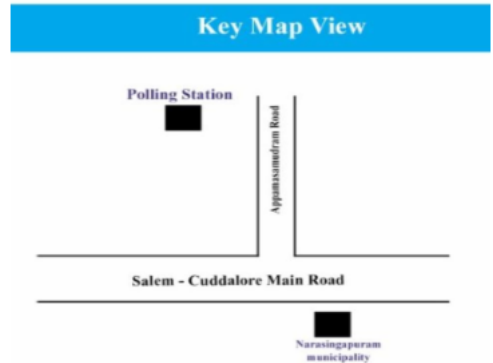 Key Map View
Polling Station
Appamasamudram Road
Salem - Cuddalore Main Road
Narasingapuram
municipality